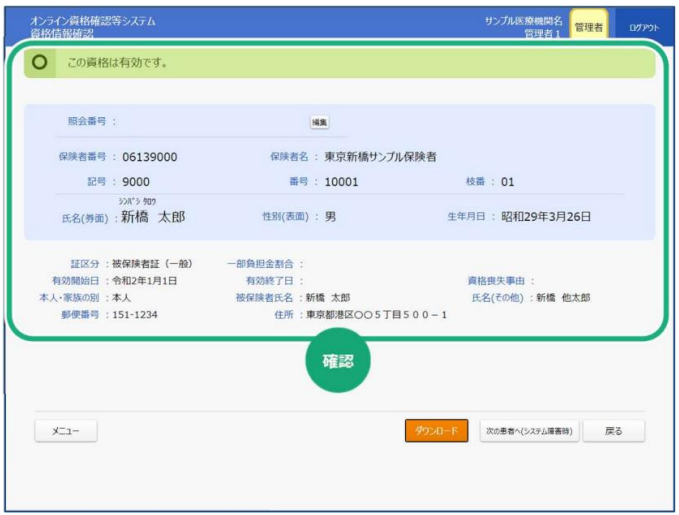 オンライン資格確認等システム
資格情報確認
サンプル医療機関名
管理者1
管理者
ログアウト
この資格は有効です。
照会番号 :
編集
保険者番号 : 06139000 保険者名 : 東京新橋サンプル保険者
記号 : 9000 番号 : 10001 枝番 : 01
シンバシ タロウ
氏名(券面) : 新橋 太郎 性別(表面) : 男 生年月日 : 昭和29年3月26日
証区分 : 被保険者証(一般) 一部負担金割合 :
有効開始日 : 令和2年1月1日 有効終了日 : 資格喪失事由 :
本人・家族の別 : 本人 被保険者氏名 : 新橋 太郎 氏名(その他) : 新橋 他太郎
郵便番号 : 151-1234 住所 : 東京都港区〇〇5丁目500-1
確認
メニュー
ダウンロード
次の患者へ(システム障害時)
戻る